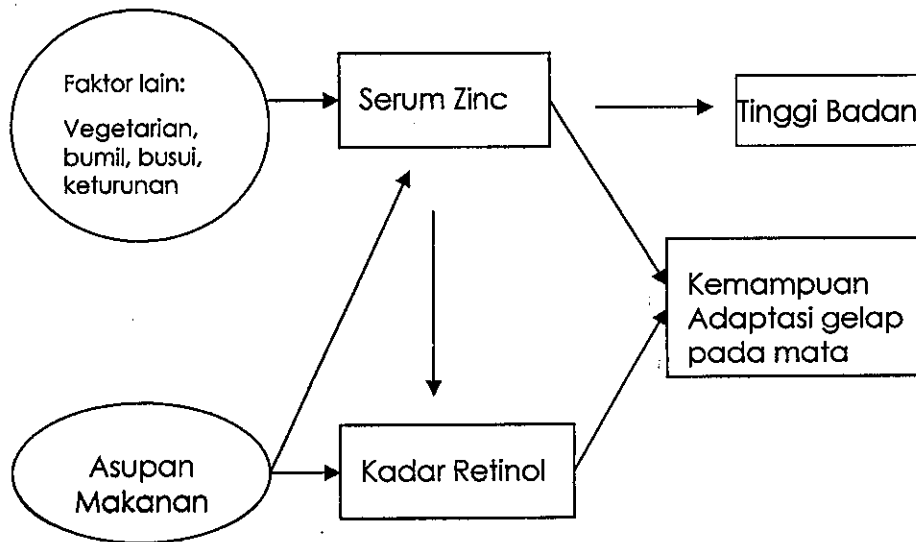 Faktor lain:
Vegetarian,
bumil, busui,
keturunan
Serum Zinc
Tinggi Badan
Kemampuan
Adaptasi gelap
pada mata
Asupan
Makanan
Kadar Retinol